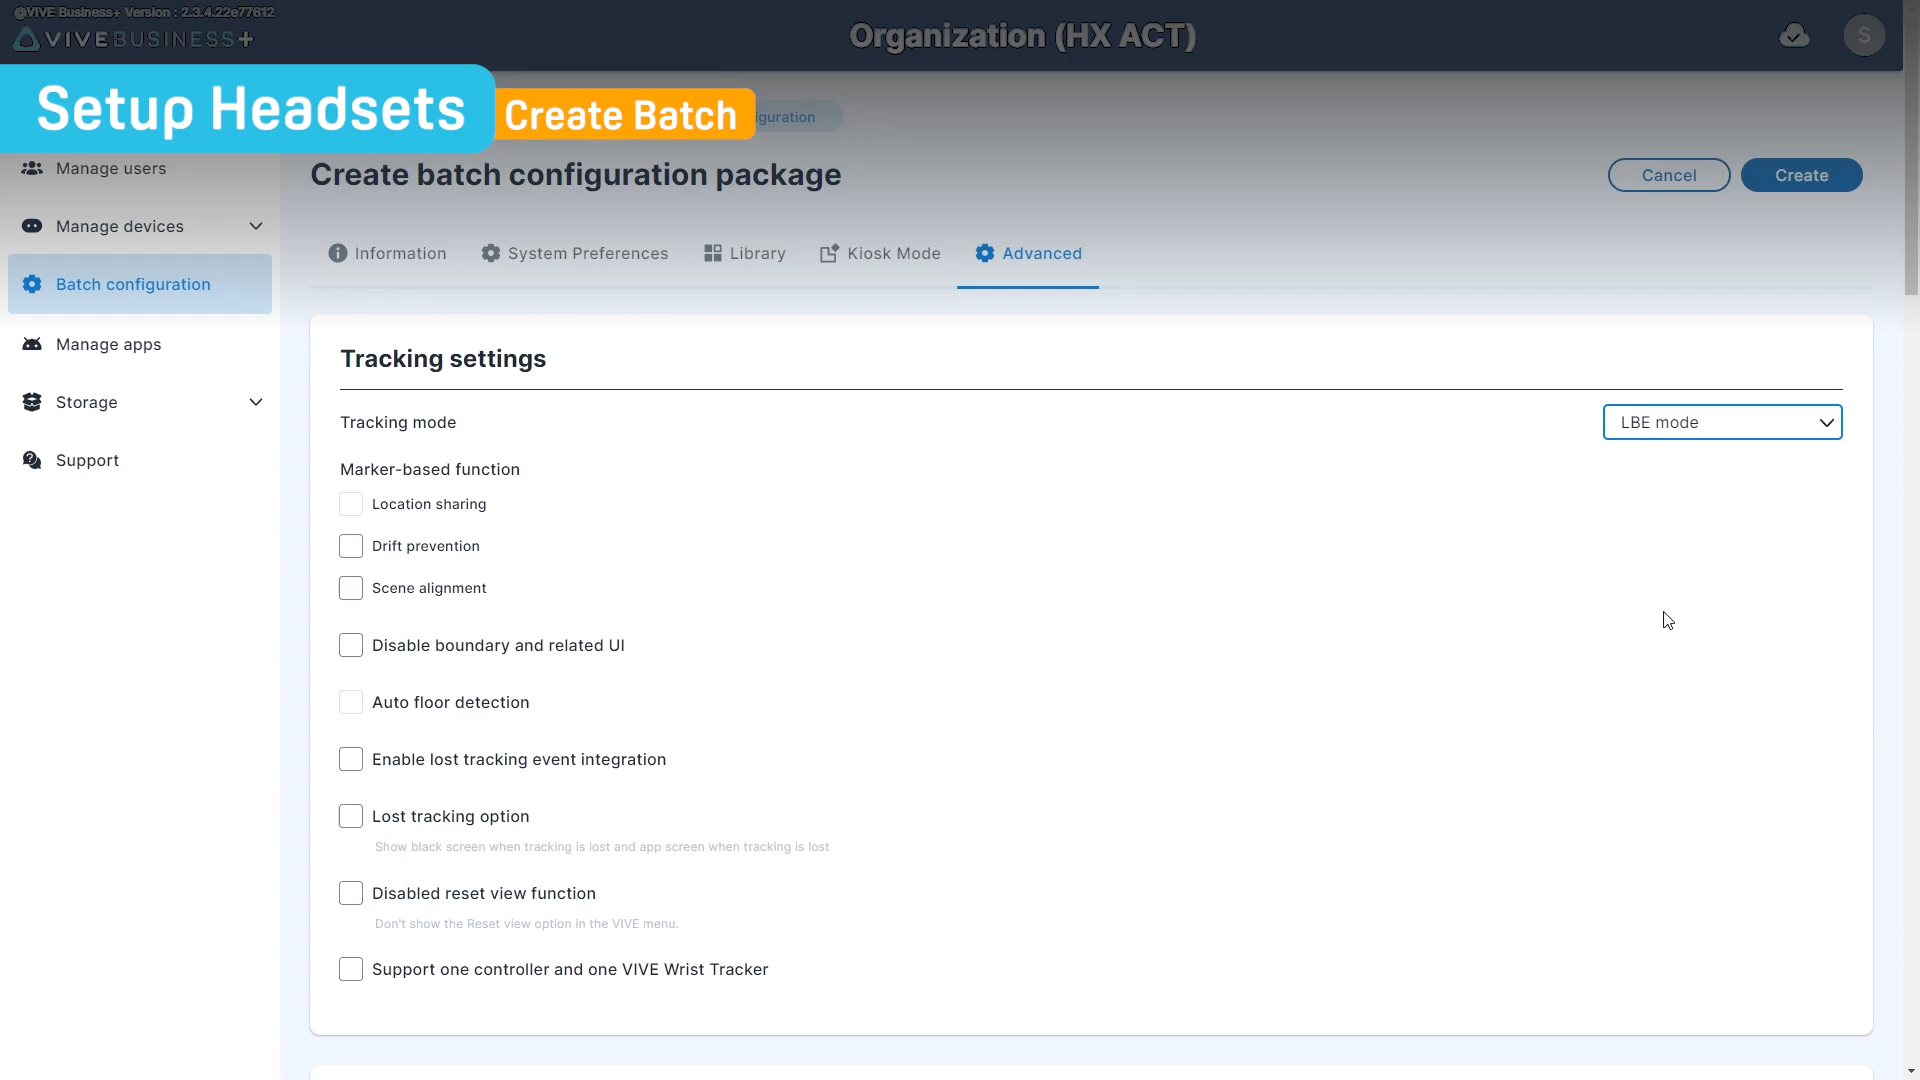 @VIVE Business+ Version : 2.3.4.22e77612
VIVE BUSINESS+
Organization (HX ACT)
S
Setup Headsets
Create Batch
guration
Manage users
Create batch configuration package
Cancel
Create
Manage devices
Information
System Preferences
Library
Kiosk Mode
Advanced
Batch configuration
Manage apps
Storage
Support
Tracking settings
Tracking mode
LBE mode
Marker-based function
Location sharing
Drift prevention
Scene alignment
Disable boundary and related UI
Auto floor detection
Enable lost tracking event integration
Lost tracking option
Show black screen when tracking is lost and app screen when tracking is lost
Disabled reset view function
Don't show the Reset view option in the VIVE menu.
Support one controller and one VIVE Wrist Tracker